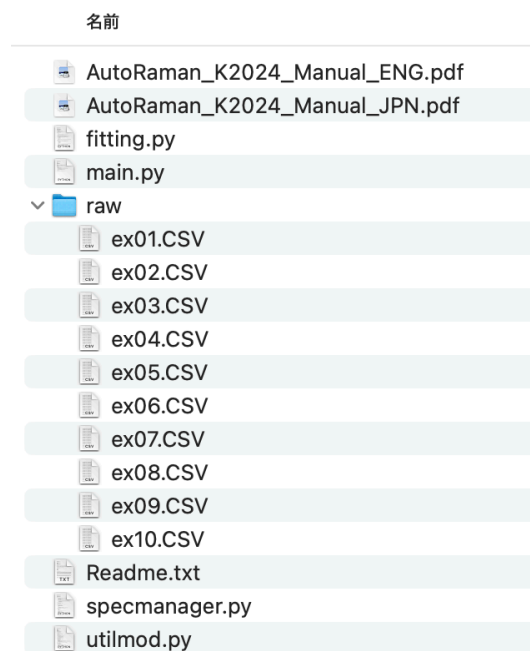 名前
AutoRaman_K2024_Manual_ENG.pdf
AutoRaman_K2024_Manual_JPN.pdf
fitting.py
main.py
raw
ex01.CSV
ex02.CSV
ex03.CSV
ex04.CSV
ex05.CSV
ex06.CSV
ex07.CSV
ex08.CSV
ex09.CSV
ex10.CSV
Readme.txt
specmanager.py
utilmod.py